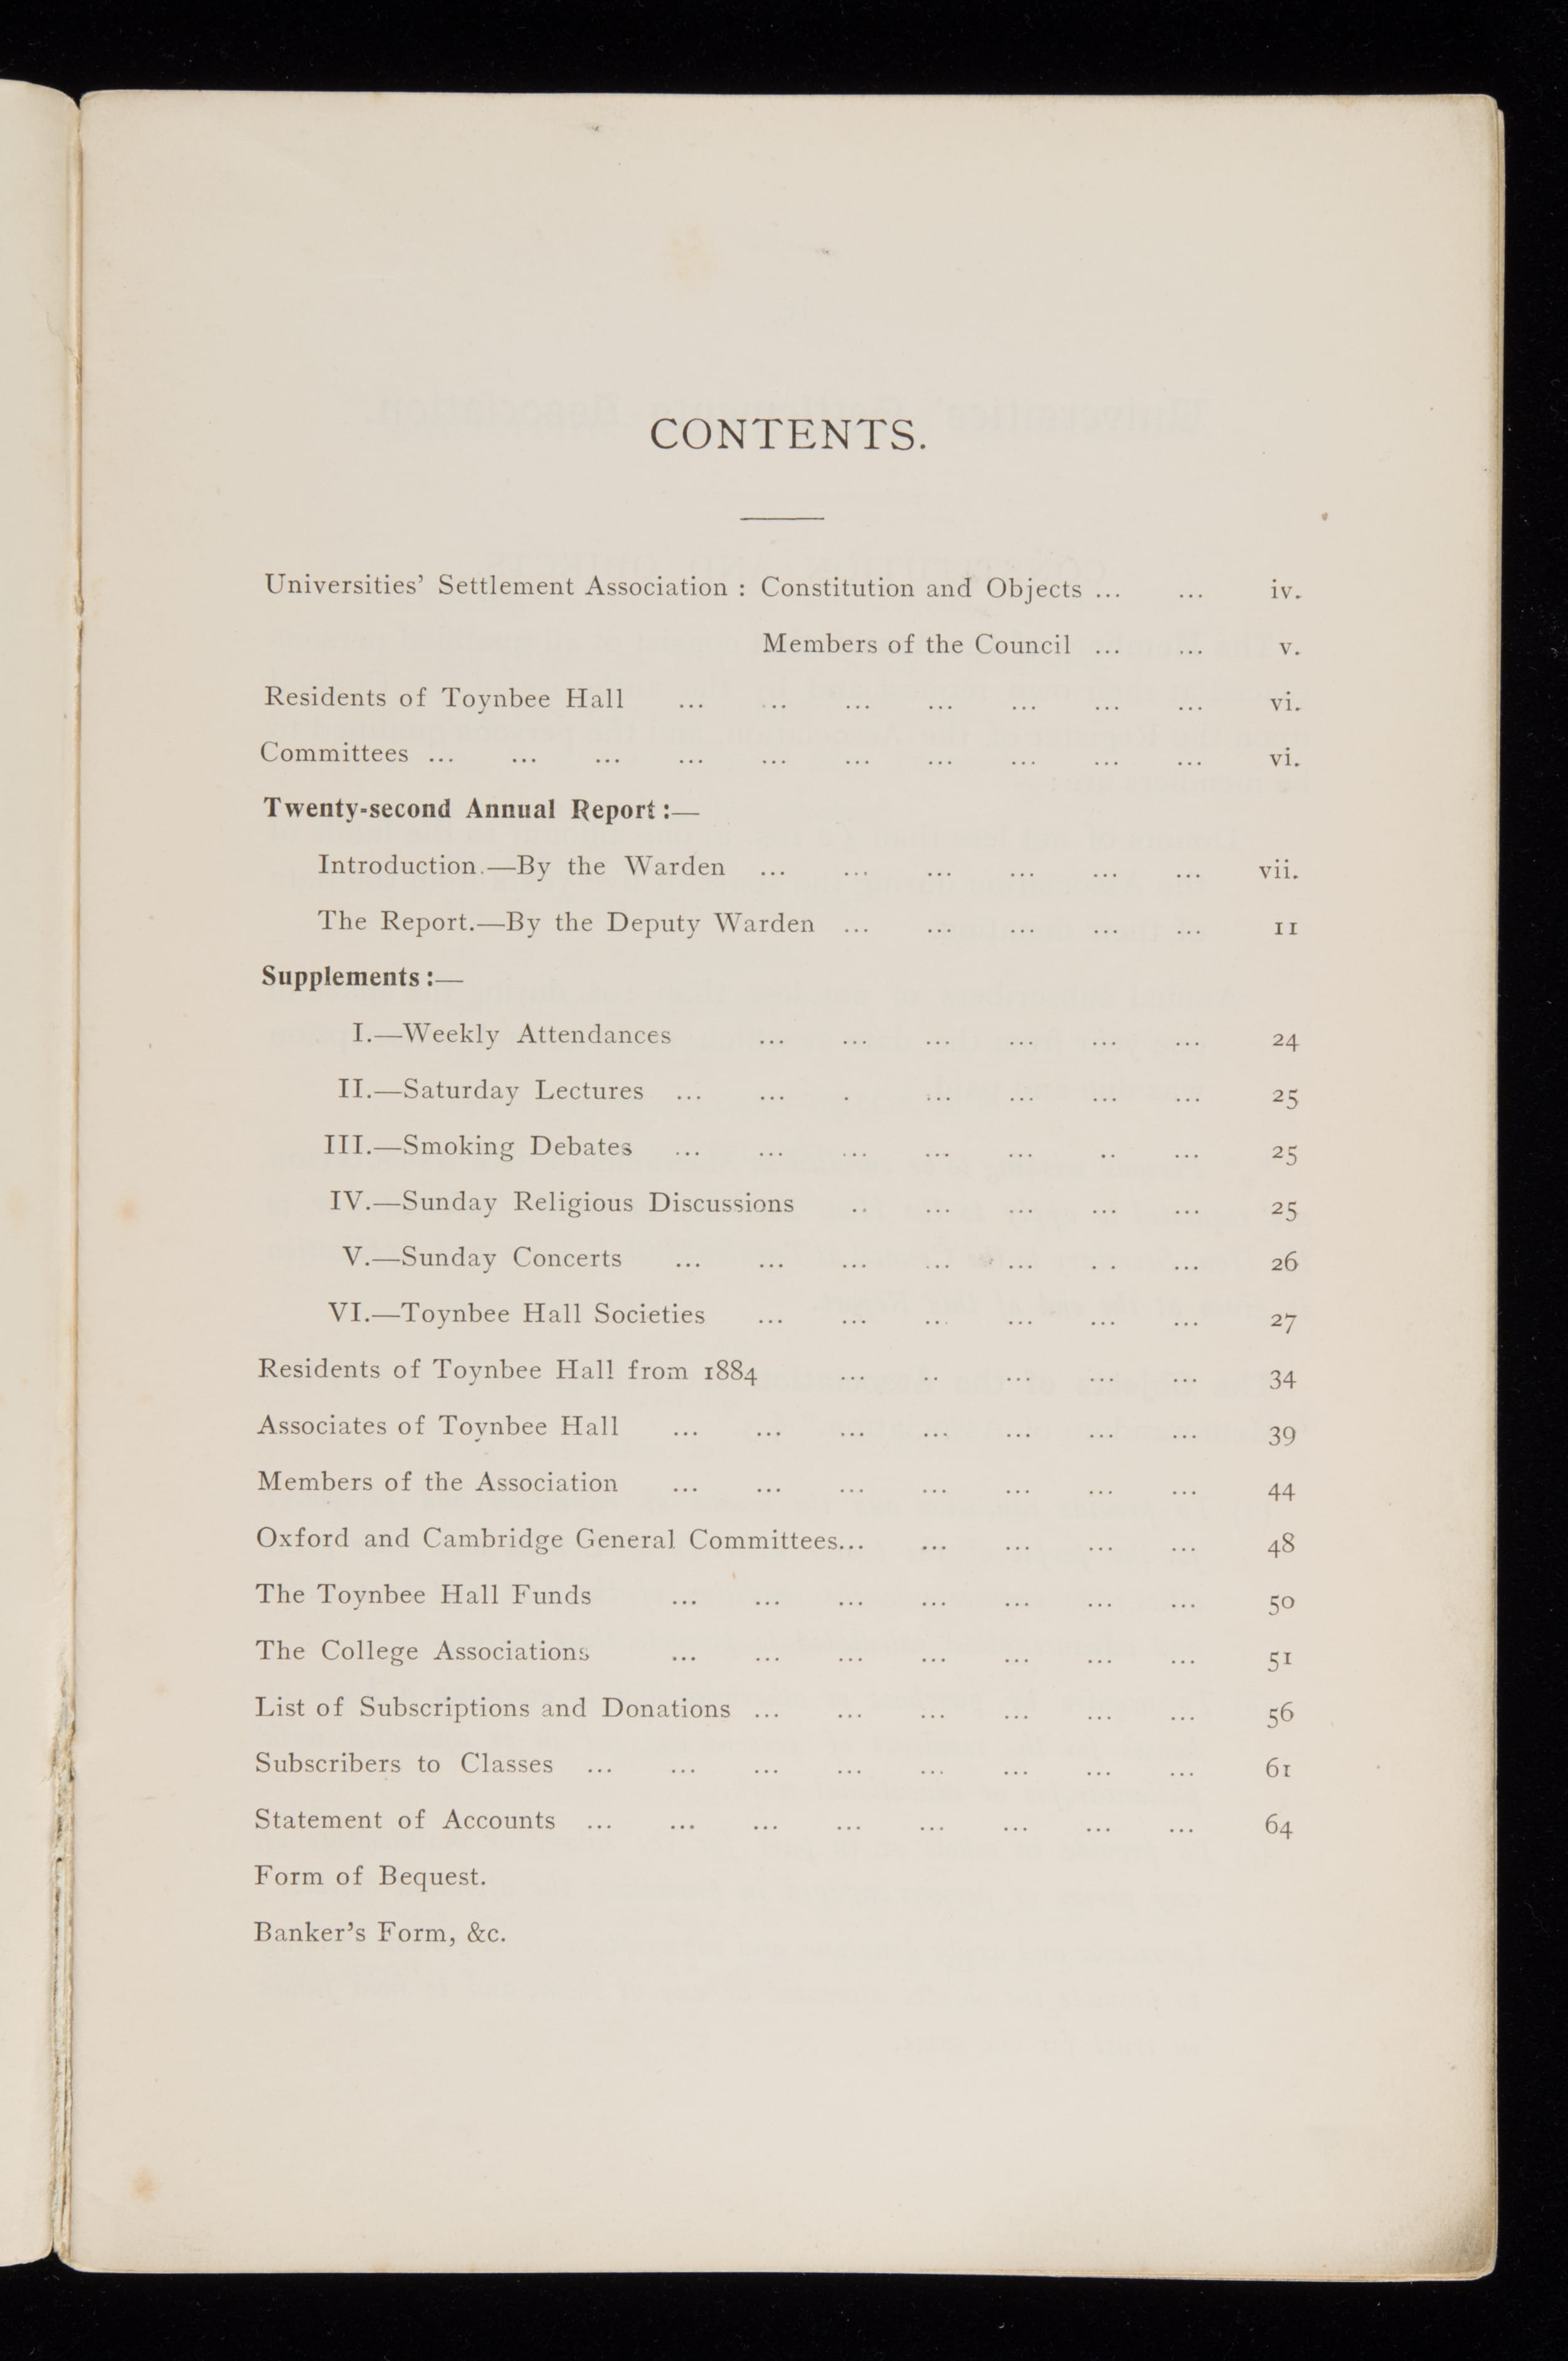 CONTENTS.
Universities' Settlement Association : Constitution and Objects ... ... iv.
Members of the Council ... ... v.
Residents of Toynbee Hall ... ... ... ... ... ... ... vi.
Committees ... ... ... ... ... ... ... ... ... ... vi.
Twenty-second Annual Report :—
Introduction.—By the Warden ... ... ... ... ... ... vii.
The Report.—By the Deputy Warden ... ... ... ... ... 11
Supplements :—
I.—Weekly Attendances ... ... ... ... ... ... 24
II.—Saturday Lectures ... ... . ... ... ... ... 25
III.—Smoking Debates ... ... ... ... ... .. ... 25
IV.—Sunday Religious Discussions .. ... ... ... ... 25
V.—Sunday Concerts ... ... ... ... ... .. ... 26
VI.—Toynbee Hall Societies ... ... ... ... ... ... 27
Residents of Toynbee Hall from 1884 ... .. ... ... ... 34
Associates of Toynbee Hall ... ... ... ... ... ... ... 39
Members of the Association ... ... ... ... ... ... ... 44
Oxford and Cambridge General Committees... ... ... ... ... 48
The Toynbee Hall Funds ... ... ... ... ... ... ... 50
The College Associations ... ... ... ... ... ... ... 51
List of Subscriptions and Donations ... ... ... ... ... ... 56
Subscribers to Classes ... ... ... ... ... ... ... ... 61
Statement of Accounts ... ... ... ... ... ... ... ... 64
Form of Bequest.
Banker's Form, &c.